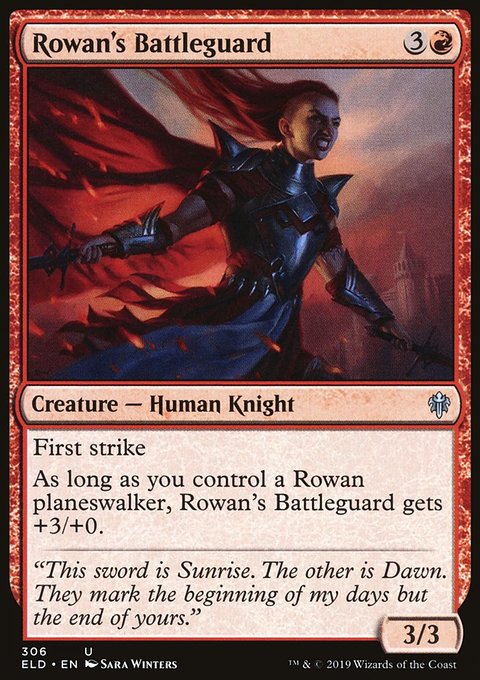 Rowan's Battleguard 3
Creature — Human Knight
First strike
As long as you control a Rowan
planeswalker, Rowan's Battleguard gets
+3/+0.
“This sword is Sunrise. The other is Dawn.
They mark the beginning of my days but
the end of yours.”
3/3
306 U
ELD • EN Sara Winters
™ & © 2019 Wizards of the Coast